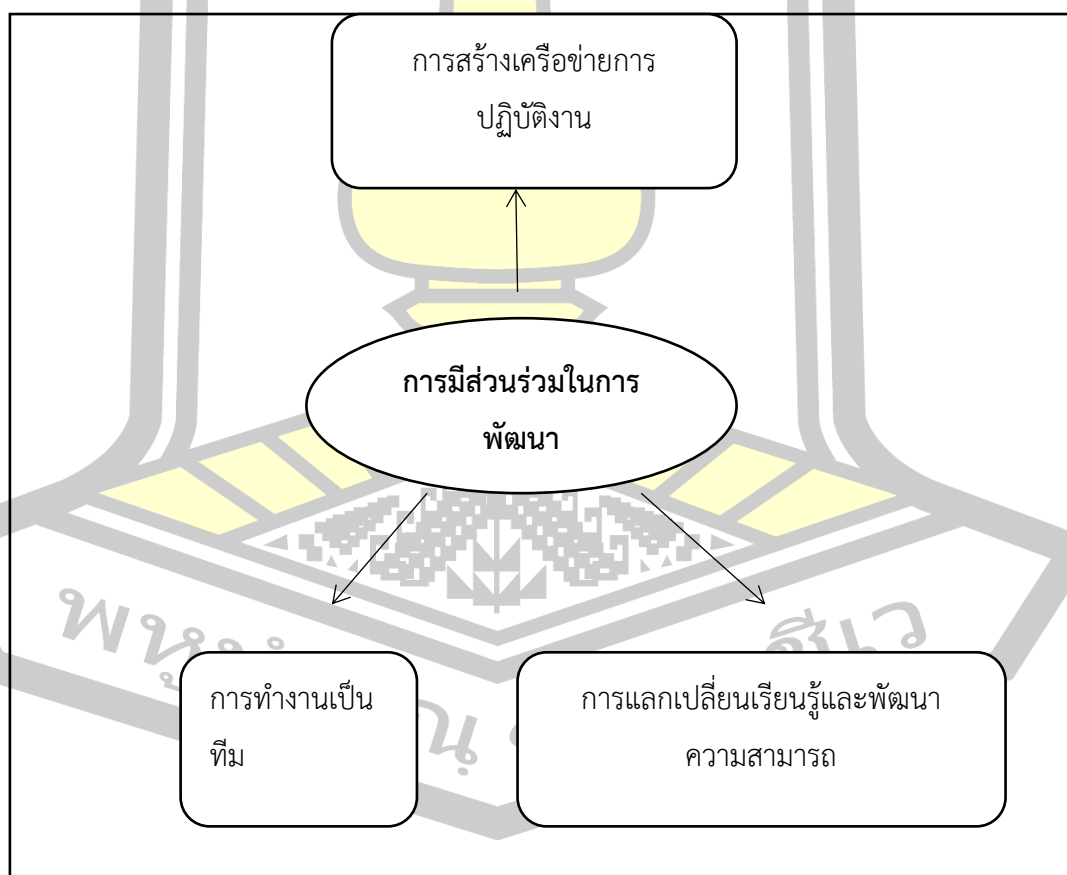 การสร้างเครือข่ายการ
ปฏิบัติงาน
การมีส่วนร่วมในการ
พัฒนา
ชีเว
การทำงานเป็น
ทีม
การแลกเปลี่ยนเรียนรู้และพัฒนา
ความสามารถ